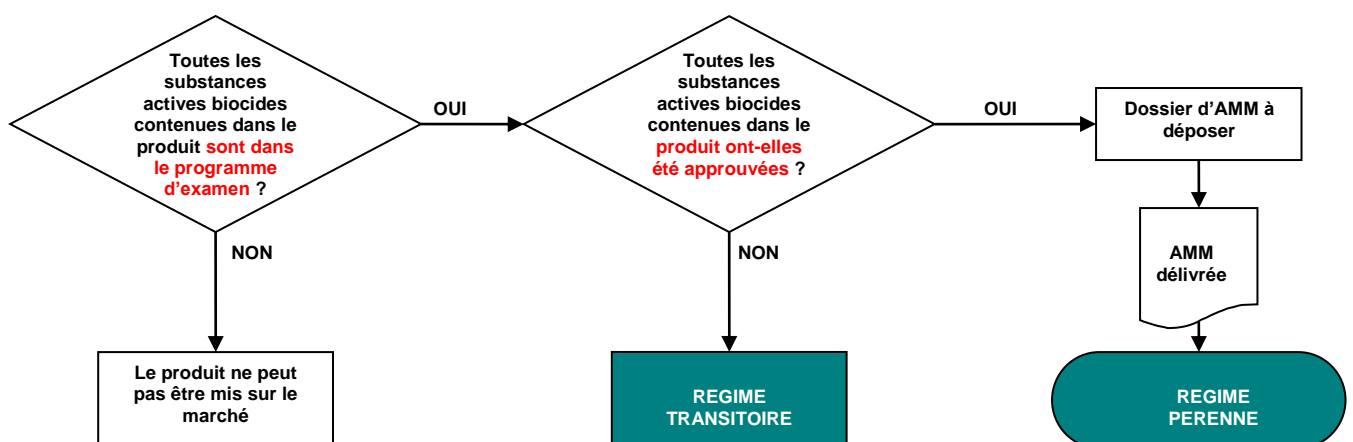 Toutes les
substances
actives biocides
contenues dans le
produit sont dans
le programme
d'examen ?
OUI
NON
Le produit ne peut
pas être mis sur le
marché
Toutes les
substances
actives biocides
contenues dans le
produit ont-elles
été approuvées ?
OUI
NON
REGIME
TRANSITOIRE
Dossier d'AMM à
déposer
AMM
délivrée
REGIME
PERENNE